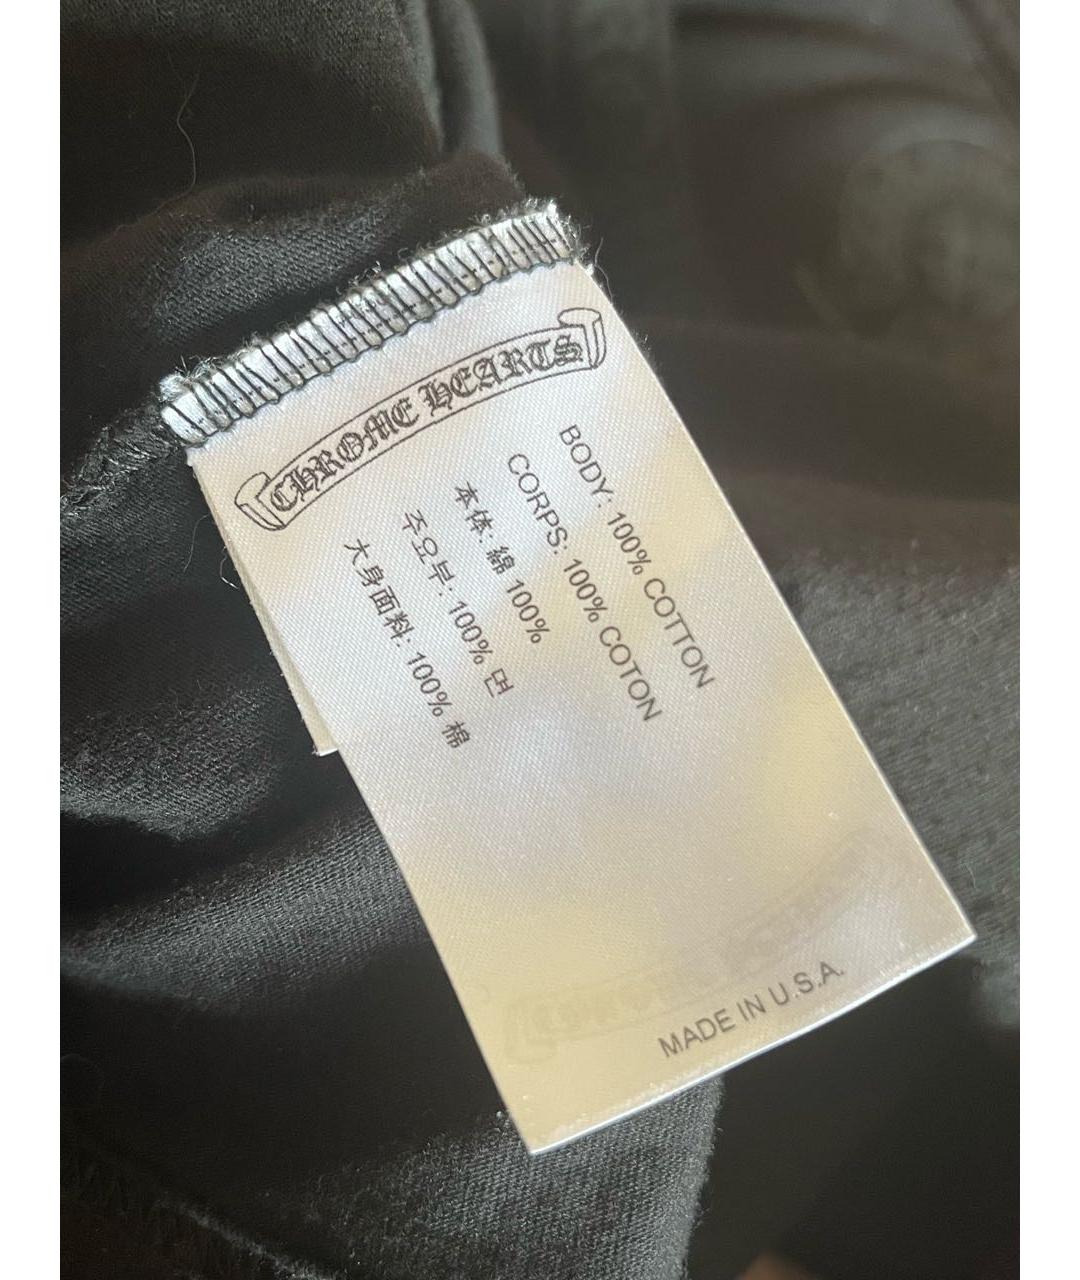 CHROME HEARTS
BODY: 100% COTTON
CORPS: 100% COTON
本体: 綿 100%
주요부: 100% 면
大身面料: 100% 棉
MADE IN U.S.A.